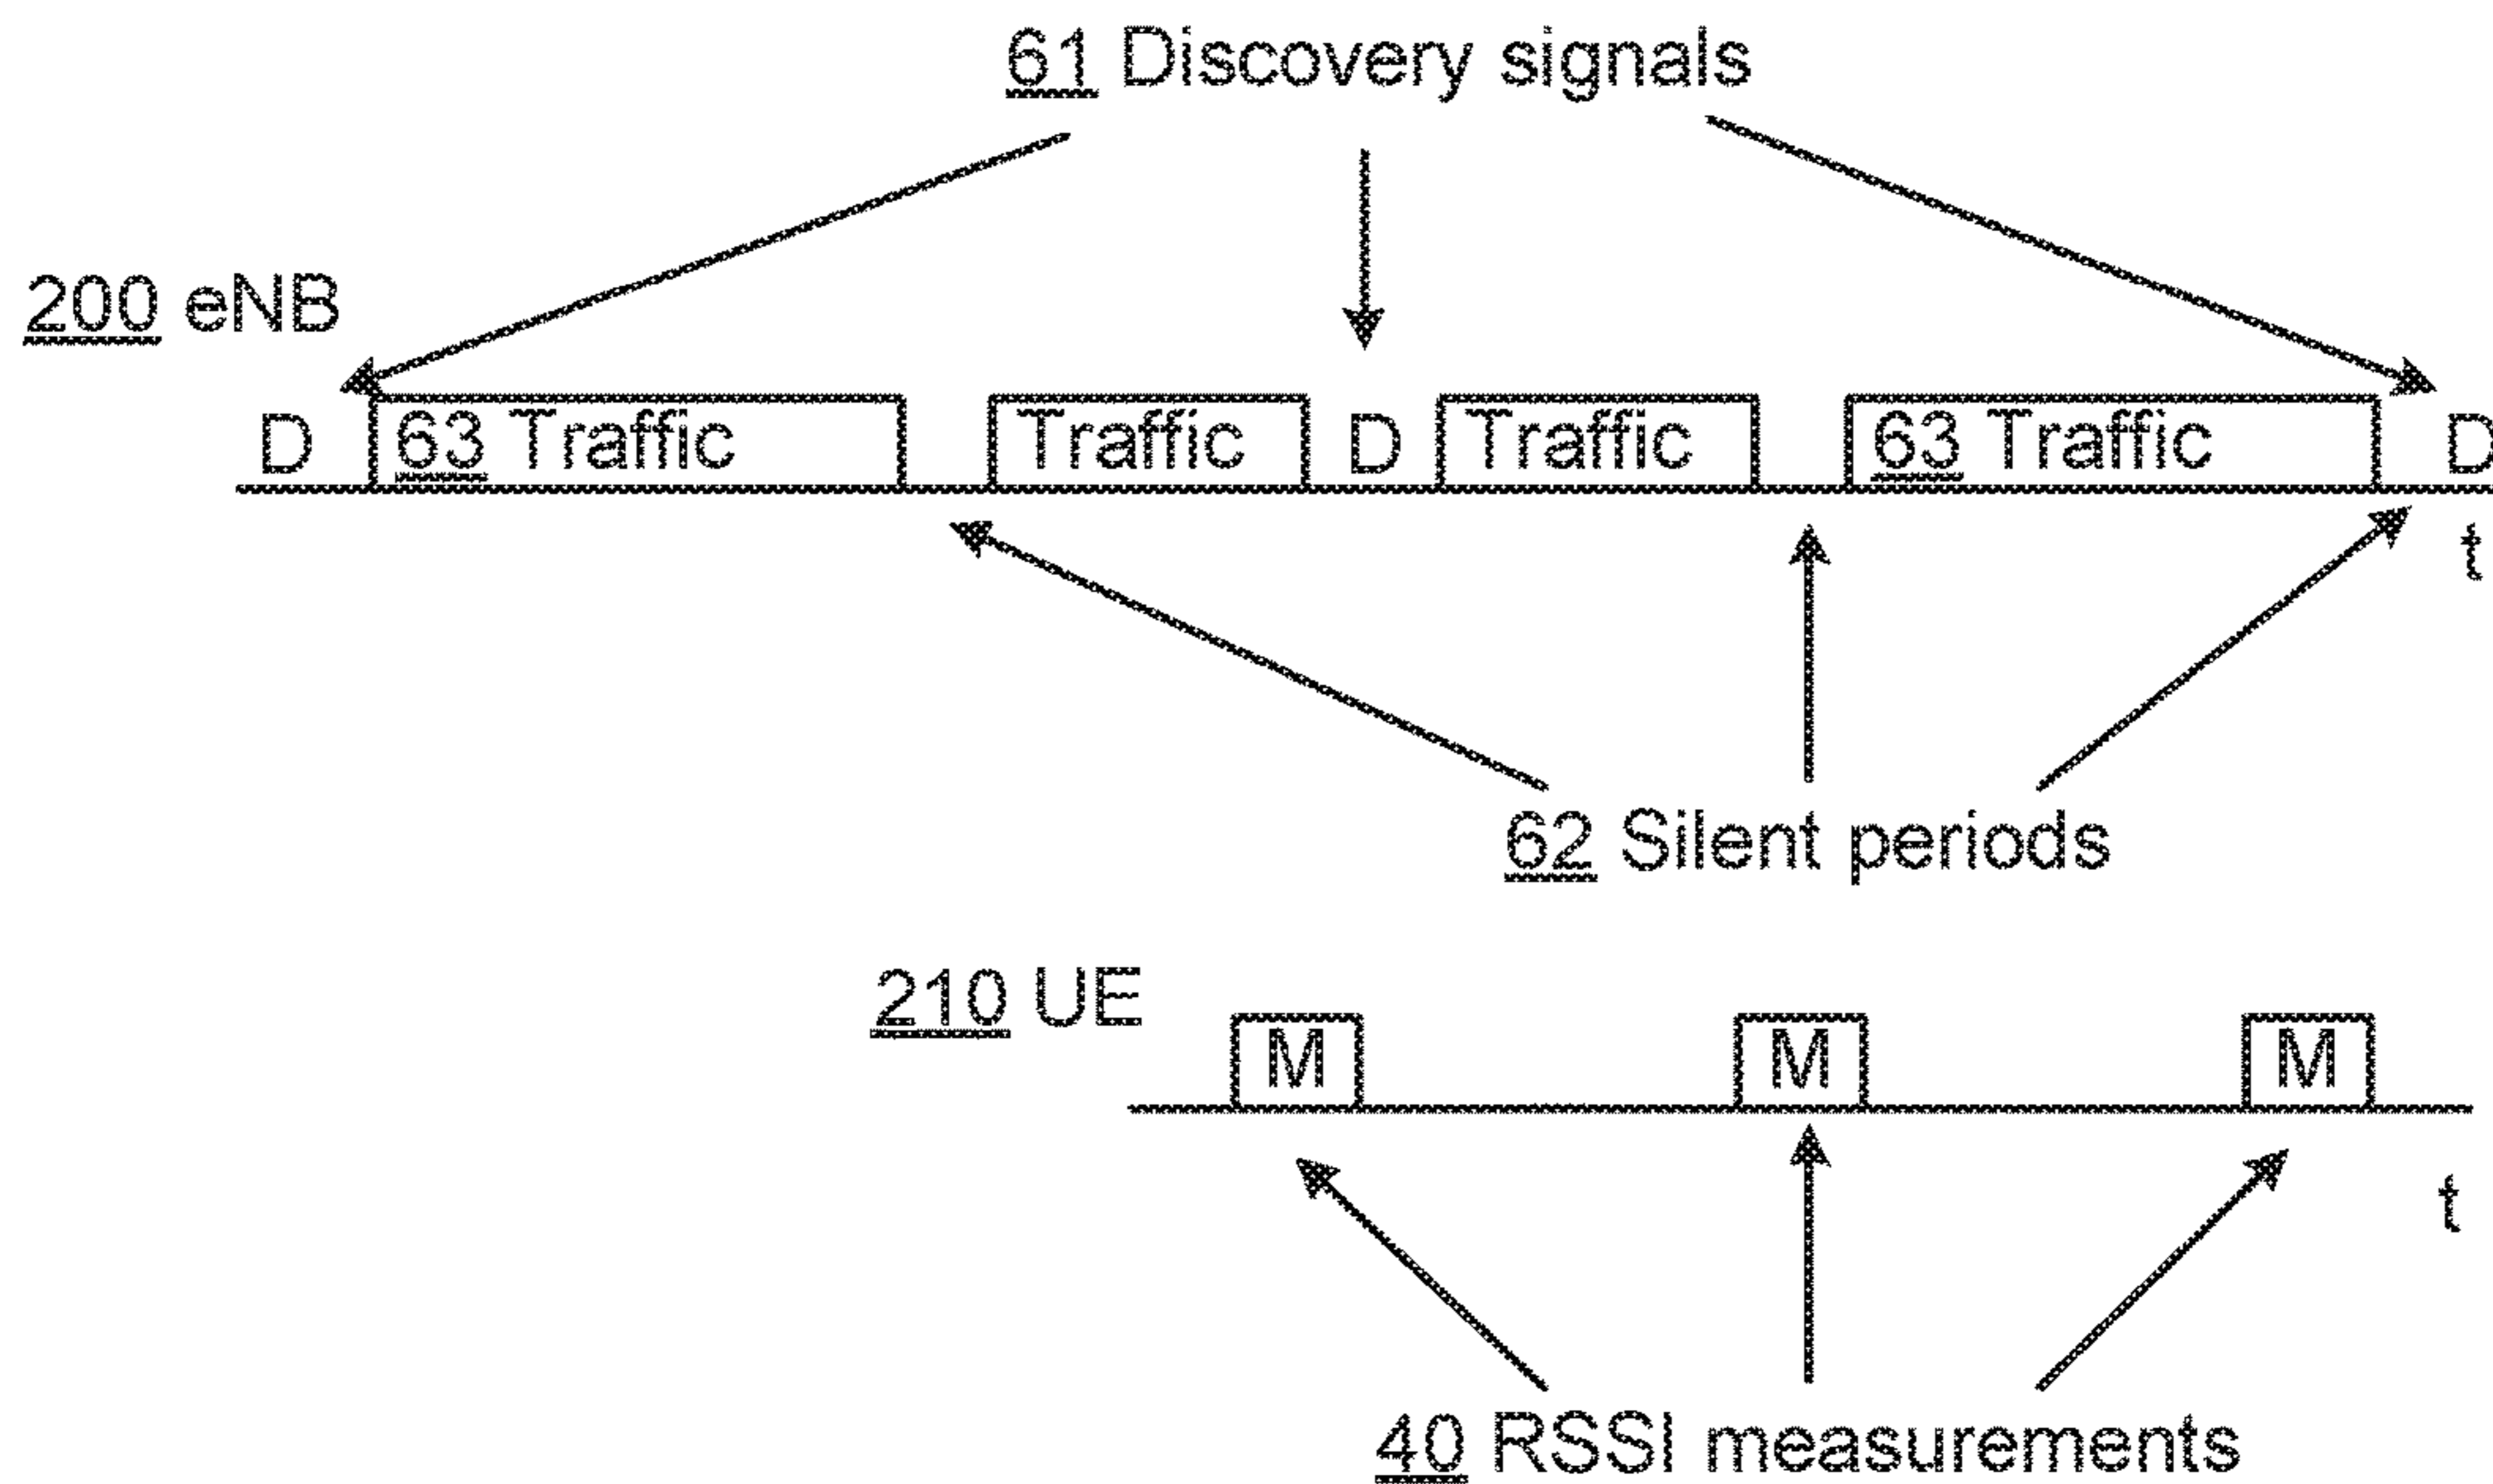 61 Discovery signals
200 eNB
D 63 Traffic Traffic D Traffic 63 Traffic D
t
62 Silent periods
210 UE
M M M
t
40 RSSI measurements